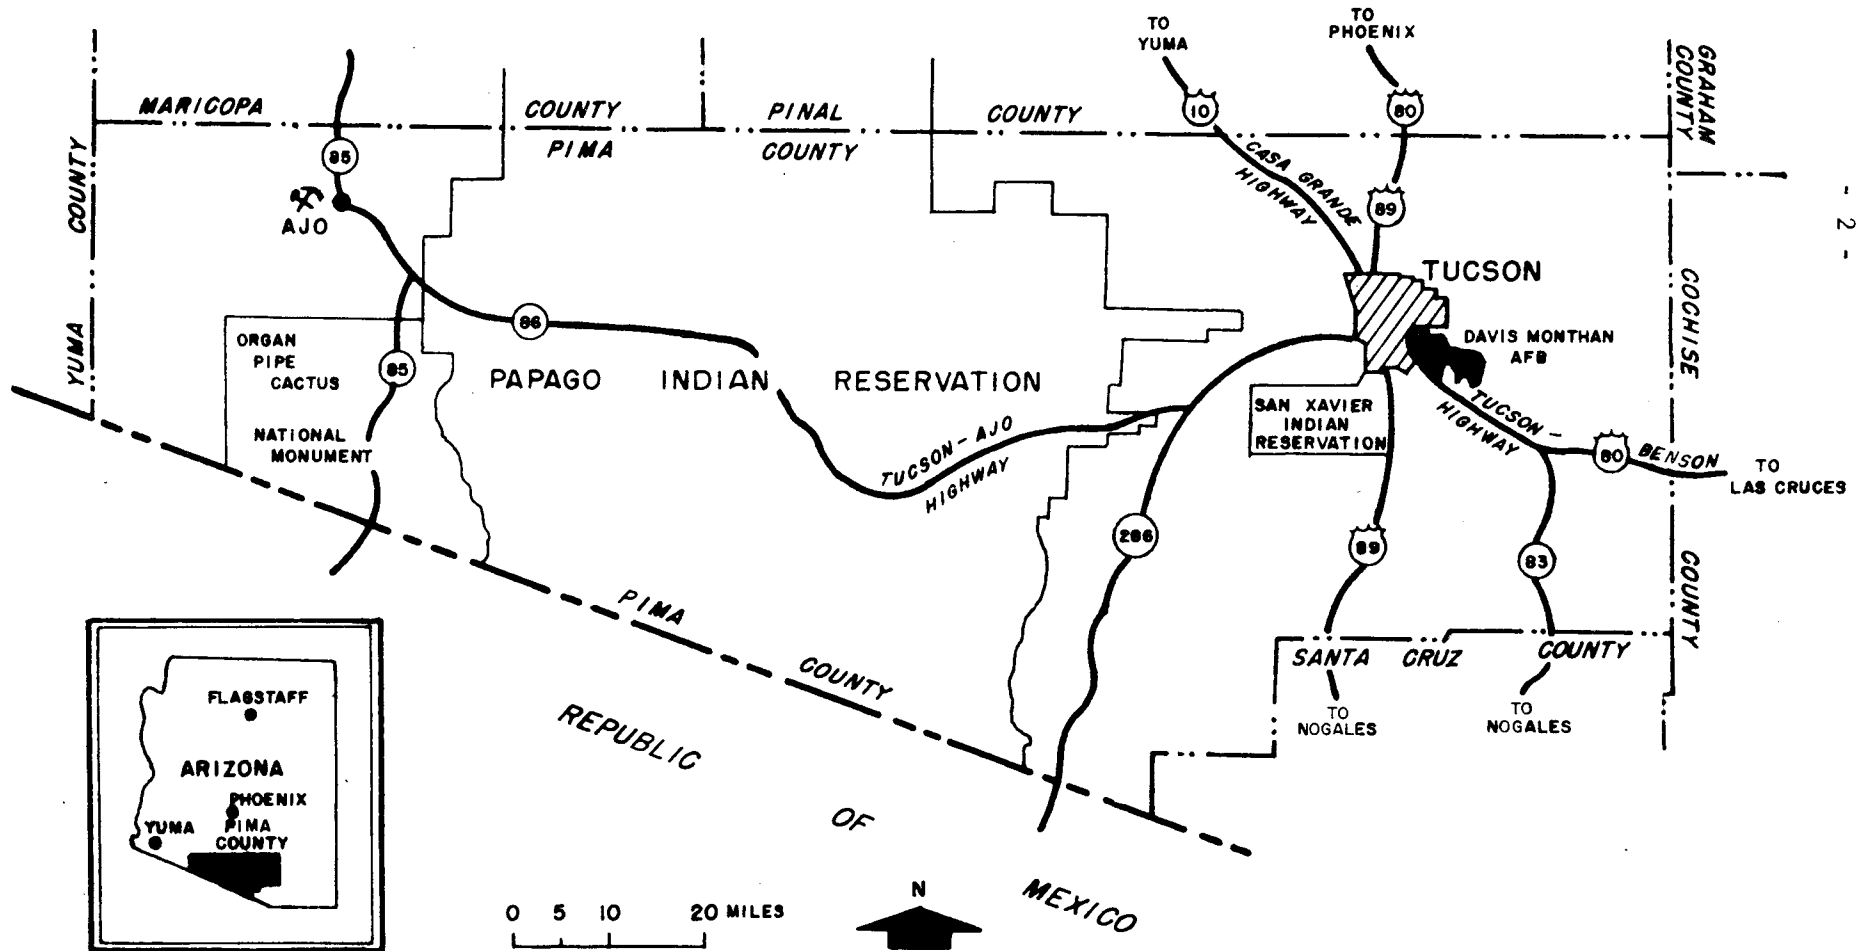 TO
YUMA
TO
PHOENIX
GRAHAM
COUNTY
MARICOPA
COUNTY
PINAL
COUNTY
10
80
PIMA
COUNTY
85
AJO
CASA GRANDE
HIGHWAY
89
- 2 -
YUMA COUNTY
TUCSON
COCHISE
COUNTY
86
ORGAN
PIPE
CACTUS
NATIONAL
MONUMENT
85
PAPAGO INDIAN RESERVATION
DAVIS MONTHAN
AFB
SAN XAVIER
INDIAN
RESERVATION
TUCSON - BENSON
HIGHWAY
80
TO
LAS CRUCES
TUCSON - AJO
HIGHWAY
286
89
83
PIMA COUNTY
SANTA CRUZ COUNTY
TO
NOGALES
TO
NOGALES
REPUBLIC
OF
MEXICO
FLAGSTAFF
ARIZONA
PHOENIX
YUMA
PIMA
COUNTY
0 5 10 20 MILES
N